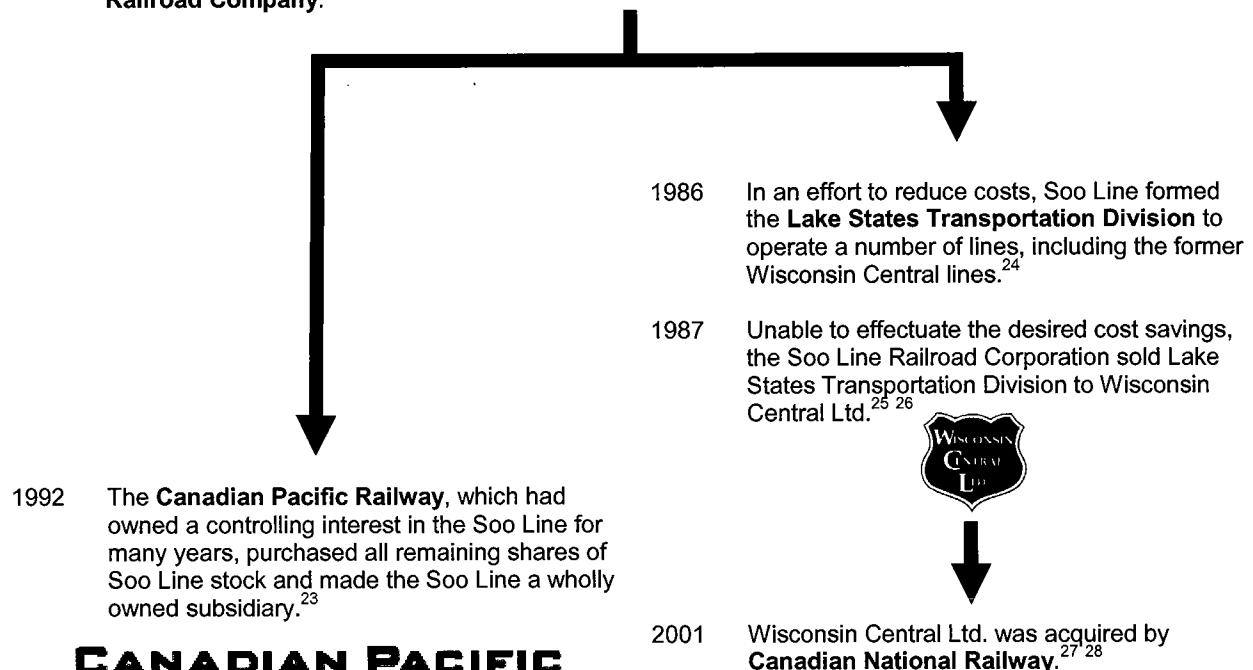 Railroad Company.
1986 In an effort to reduce costs, Soo Line formed
the Lake States Transportation Division to
operate a number of lines, including the former
Wisconsin Central lines.24
1987 Unable to effectuate the desired cost savings,
the Soo Line Railroad Corporation sold Lake
States Transportation Division to Wisconsin
Central Ltd.25 26
WISCONSIN
CENTRAL
LTD
1992 The Canadian Pacific Railway, which had
owned a controlling interest in the Soo Line for
many years, purchased all remaining shares of
Soo Line stock and made the Soo Line a wholly
owned subsidiary.23
CANADIAN PACIFIC
2001 Wisconsin Central Ltd. was acquired by
Canadian National Railway.27 28